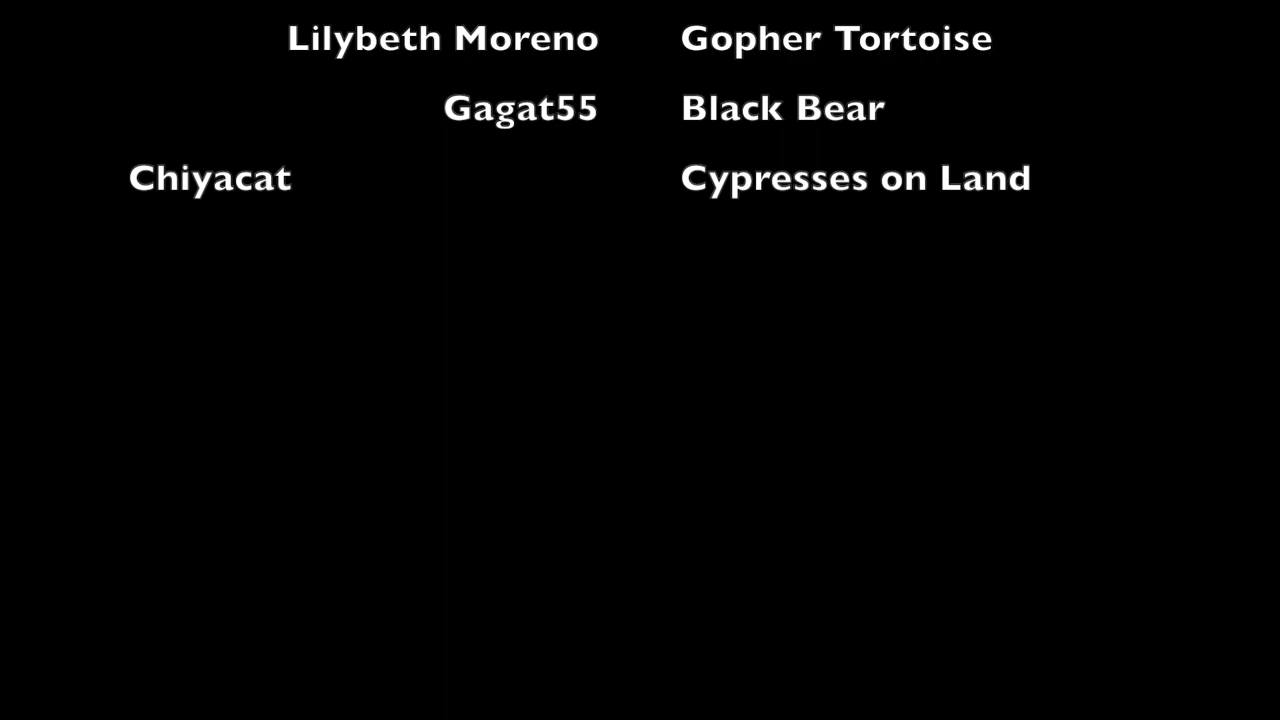 Lilybeth Moreno Gopher Tortoise
Gagat55 Black Bear
Chiyacat Cypresses on Land